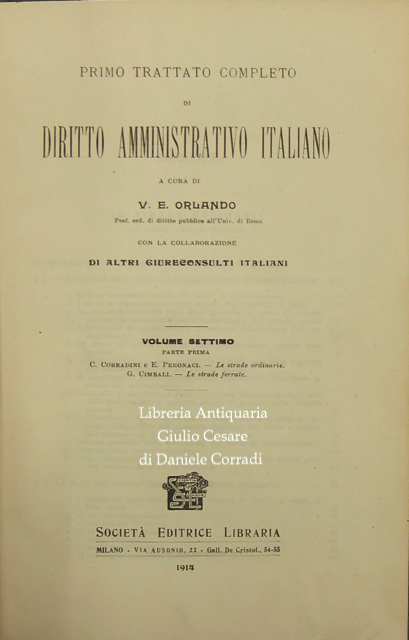 PRIMO TRATTATO COMPLETO
DI
DIRITTO AMMINISTRATIVO ITALIANO
A CURA DI
V. E. ORLANDO
Prof. ord. di diritto pubblico all'Univ. di Roma
CON LA COLLABORAZIONE
DI ALTRI GIURECONSULTI ITALIANI
VOLUME SETTIMO
PARTE PRIMA
C. CORRADINI e E. PERONACI. — Le strade ordinarie.
G. CIMBALI. — Le strade ferrate.
Libreria Antiquaria
Giulio Cesare
di Daniele Corradi
SOCIETÀ EDITRICE LIBRARIA
MILANO - VIA AUSONIO, 22 - Gall. De Cristof., 54-55
1914